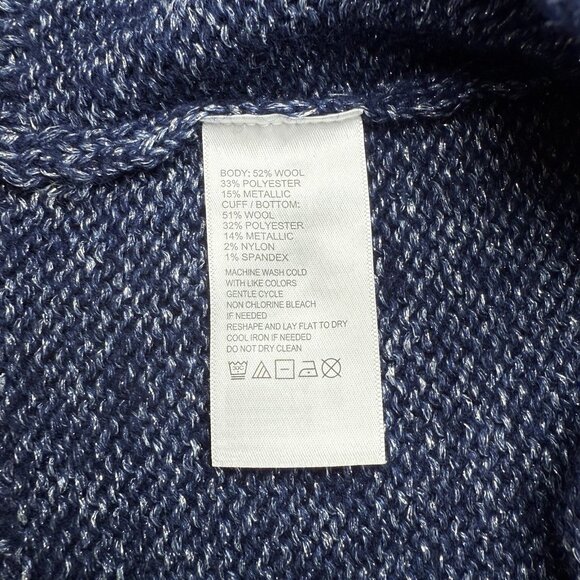 BODY: 52% WOOL
33% POLYESTER
15% METALLIC
CUFF / BOTTOM:
51% WOOL
32% POLYESTER
14% METALLIC
2% NYLON
1% SPANDEX
MACHINE WASH COLD
WITH LIKE COLORS
GENTLE CYCLE
NON CHLORINE BLEACH
IF NEEDED
RESHAPE AND LAY FLAT TO DRY
COOL IRON IF NEEDED
DO NOT DRY CLEAN